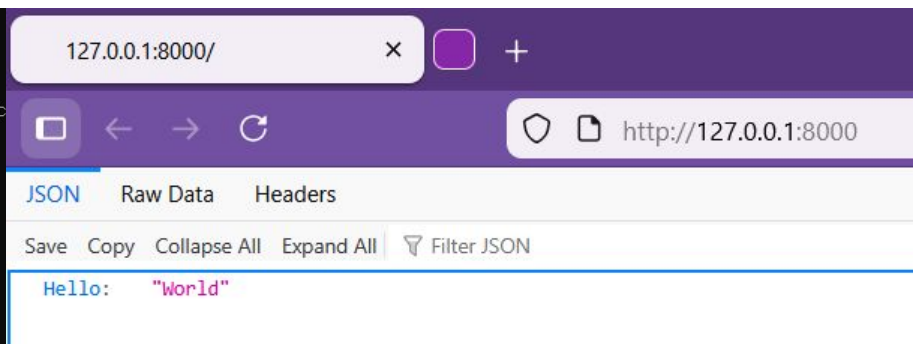 127.0.0.1:8000/
http://127.0.0.1:8000
JSON Raw Data Headers
Save Copy Collapse All Expand All Filter JSON
Hello: "World"